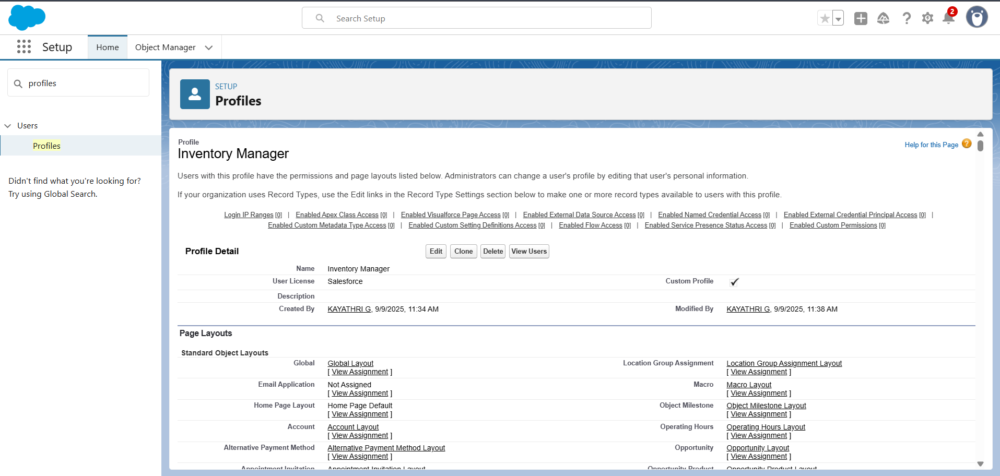 Search Setup
2
Setup
Home
Object Manager
profiles
Users
Profiles
Didn't find what you're looking for?
Try using Global Search.
SETUP
Profiles
Profile
Inventory Manager
Help for this Page ?
Users with this profile have the permissions and page layouts listed below. Administrators can change a user's profile by editing that user's personal information.
If your organization uses Record Types, use the Edit links in the Record Type Settings section below to make one or more record types available to users with this profile.
Login IP Ranges [0] | Enabled Apex Class Access [0] | Enabled Visualforce Page Access [0] | Enabled External Data Source Access [0] | Enabled Named Credential Access [0] | Enabled External Credential Principal Access [0] |
Enabled Custom Metadata Type Access [0] | Enabled Custom Setting Definitions Access [0] | Enabled Flow Access [0] | Enabled Service Presence Status Access [0] | Enabled Custom Permissions [0]
Profile Detail Edit Clone Delete View Users
Name Inventory Manager
User License Salesforce Custom Profile
Description
Created By KAYATHRI G, 9/9/2025, 11:34 AM Modified By KAYATHRI G, 9/9/2025, 11:38 AM
Page Layouts
Standard Object Layouts
Global Global Layout Location Group Assignment Location Group Assignment Layout
[ View Assignment ] [ View Assignment ]
Email Application Not Assigned Macro Macro Layout
[ View Assignment ] [ View Assignment ]
Home Page Layout Home Page Default Object Milestone Object Milestone Layout
[ View Assignment ] [ View Assignment ]
Account Account Layout Operating Hours Operating Hours Layout
[ View Assignment ] [ View Assignment ]
Alternative Payment Method Alternative Payment Method Layout Opportunity Opportunity Layout
[ View Assignment ] [ View Assignment ]
Appointment Invitation Appointment Invitation Layout Opportunity Product Opportunity Product Layout